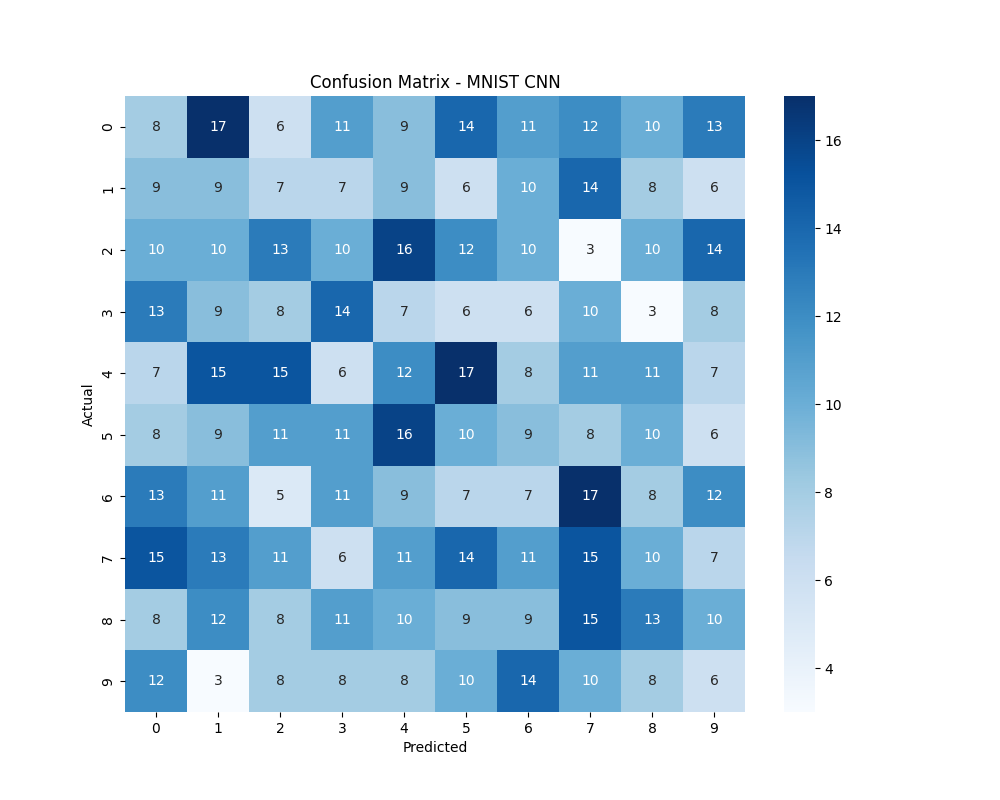 Confusion Matrix - MNIST CNN
0 8 17 6 11 9 14 11 12 10 13
1 9 9 7 7 9 6 10 14 8 6
2 10 10 13 10 16 12 10 3 10 14
3 13 9 8 14 7 6 6 10 3 8
4 7 15 15 6 12 17 8 11 11 7
5 8 9 11 11 16 10 9 8 10 6
6 13 11 5 11 9 7 7 17 8 12
7 15 13 11 6 11 14 11 15 10 7
8 8 12 8 11 10 9 9 15 13 10
9 12 3 8 8 8 10 14 10 8 6
0 1 2 3 4 5 6 7 8 9
Predicted
Actual
16
14
12
10
8
6
4